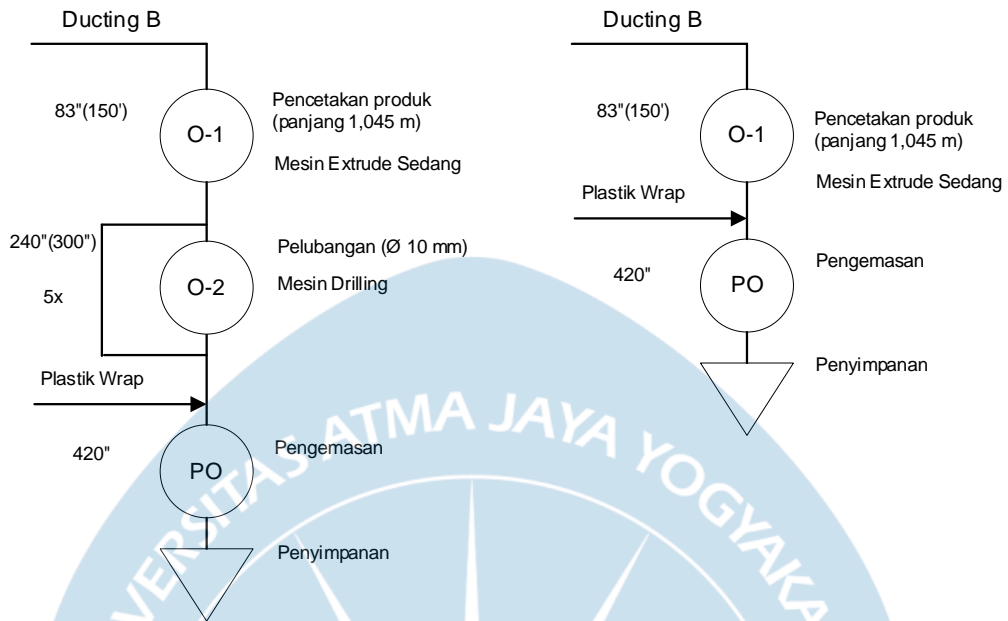 Ducting B
83"(150')
O-1
Pencetakan produk
(panjang 1,045 m)
Mesin Extrude Sedang
240"(300")
5x
O-2
Pelubangan (Ø 10 mm)
Mesin Drilling
Plastik Wrap
420"
PO
Pengemasan
Penyimpanan
Ducting B
83"(150')
O-1
Pencetakan produk
(panjang 1,045 m)
Mesin Extrude Sedang
Plastik Wrap
420"
PO
Pengemasan
Penyimpanan
VERSITAS ATMA JAYA YOGYAKA